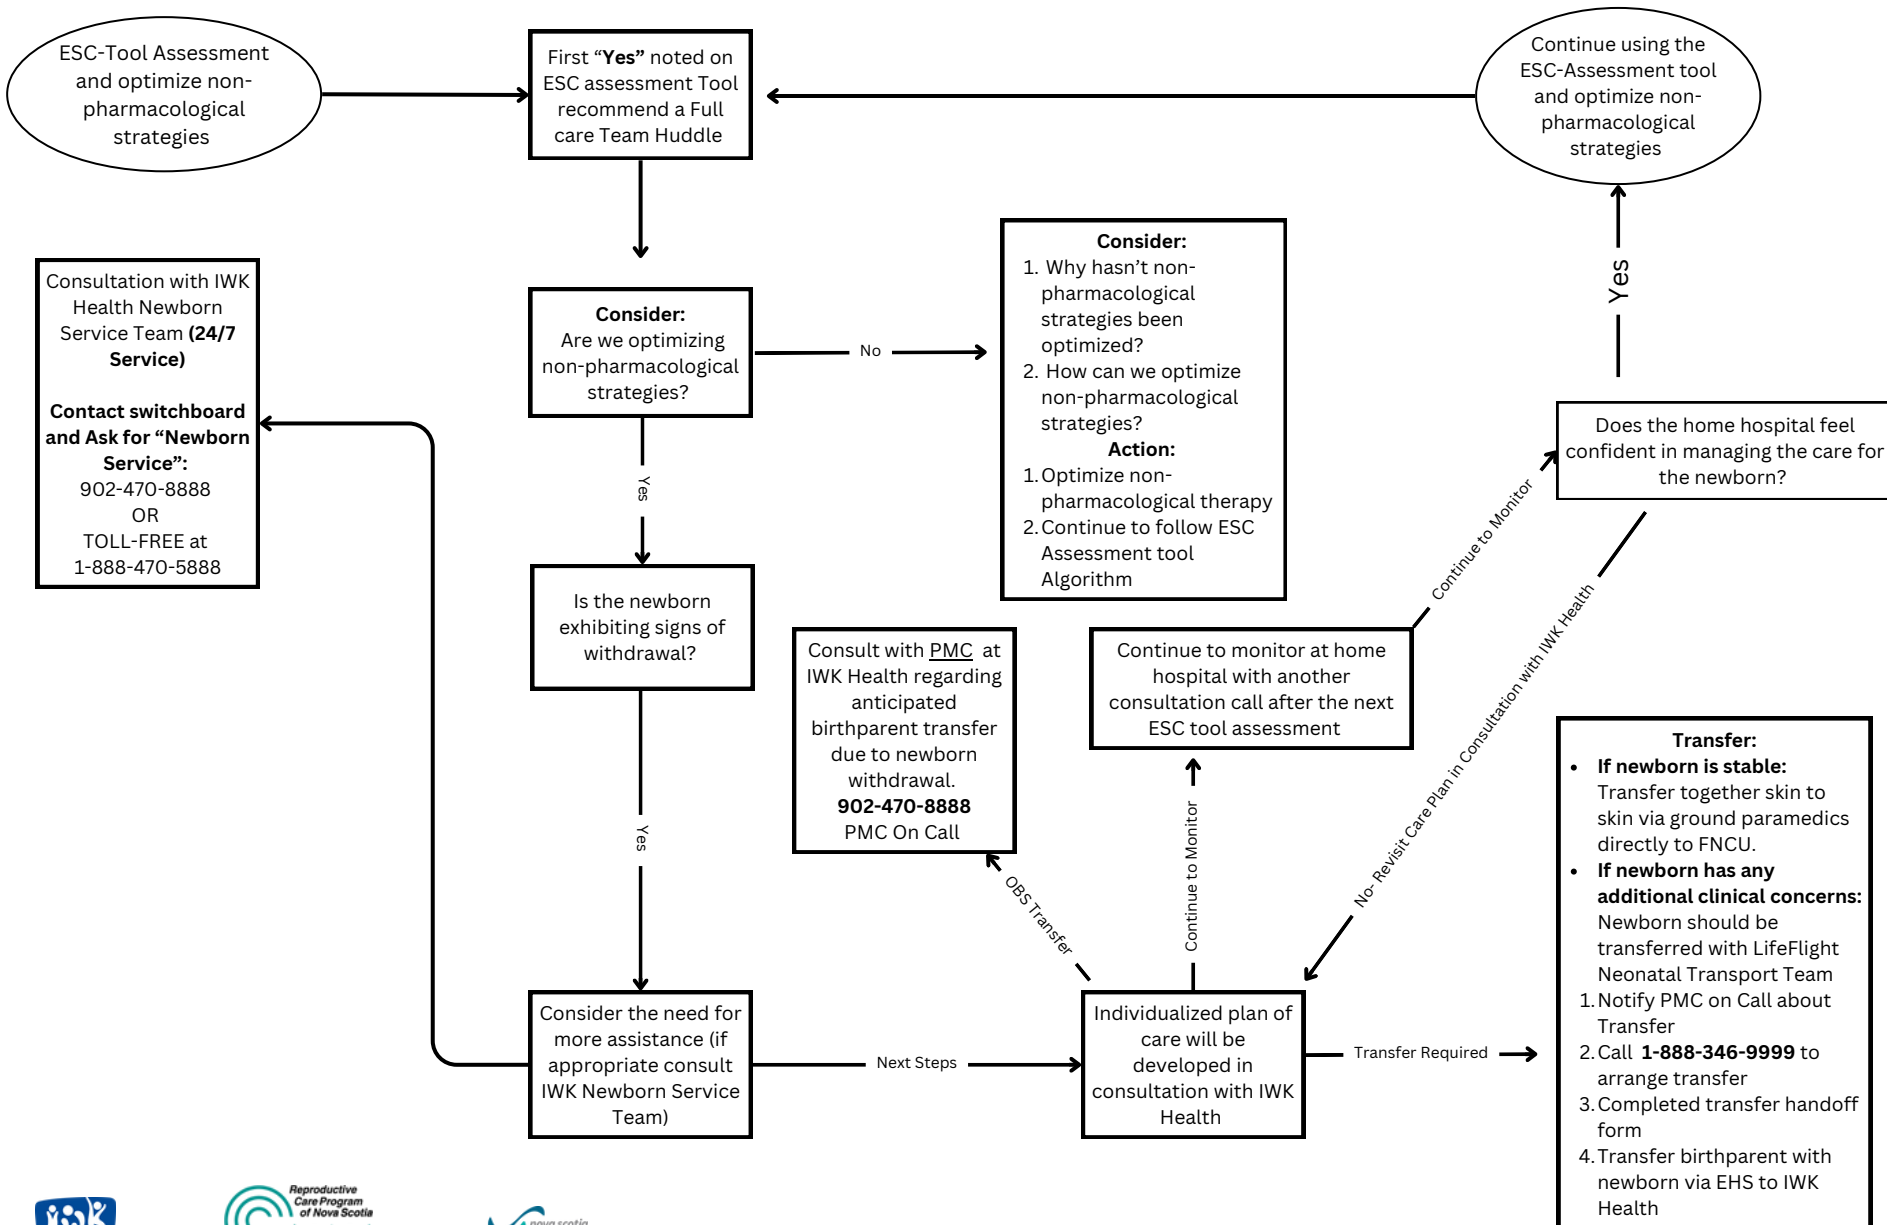 ESC-Tool Assessment
and optimize non-
pharmacological
strategies
First “Yes” noted on
ESC assessment Tool
recommend a Full
care Team Huddle
Continue using the
ESC-Assessment tool
and optimize non-
pharmacological
strategies
Consultation with IWK
Health Newborn
Service Team (24/7
Service)
Contact switchboard
and Ask for “Newborn
Service”:
902-470-8888
OR
TOLL-FREE at
1-888-470-5888
Consider:
Are we optimizing
non-pharmacological
strategies?
No
Consider:
1. Why hasn’t non-
pharmacological
strategies been
optimized?
2. How can we optimize
non-pharmacological
strategies?
Action:
1. Optimize non-
pharmacological therapy
2. Continue to follow ESC
Assessment tool
Algorithm
Yes
Does the home hospital feel
confident in managing the care for
the newborn?
Yes
Continue to Monitor
No- Revisit Care Plan in Consultation with IWK Health
Is the newborn
exhibiting signs of
withdrawal?
Consult with PMC at
IWK Health regarding
anticipated
birthparent transfer
due to newborn
withdrawal.
902-470-8888
PMC On Call
Continue to monitor at home
hospital with another
consultation call after the next
ESC tool assessment
Yes
OBS Transfer
Continue to Monitor
Consider the need for
more assistance (if
appropriate consult
IWK Newborn Service
Team)
Next Steps
Individualized plan of
care will be
developed in
consultation with IWK
Health
Transfer Required
Transfer:
• If newborn is stable:
Transfer together skin to
skin via ground paramedics
directly to FNCU.
• If newborn has any
additional clinical concerns:
Newborn should be
transferred with LifeFlight
Neonatal Transport Team
1. Notify PMC on Call about
Transfer
2. Call 1-888-346-9999 to
arrange transfer
3. Completed transfer handoff
form
4. Transfer birthparent with
newborn via EHS to IWK
Health
Reproductive
Care Program
of Nova Scotia
nova scotia